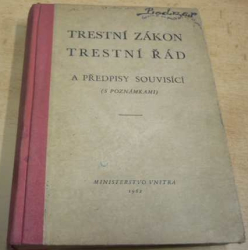 TRESTNÍ ZÁKON
TRESTNÍ ŘÁD
A PŘEDPISY SOUVISÍCÍ
(S POZNÁMKAMI)
MINISTERSTVO VNITRA